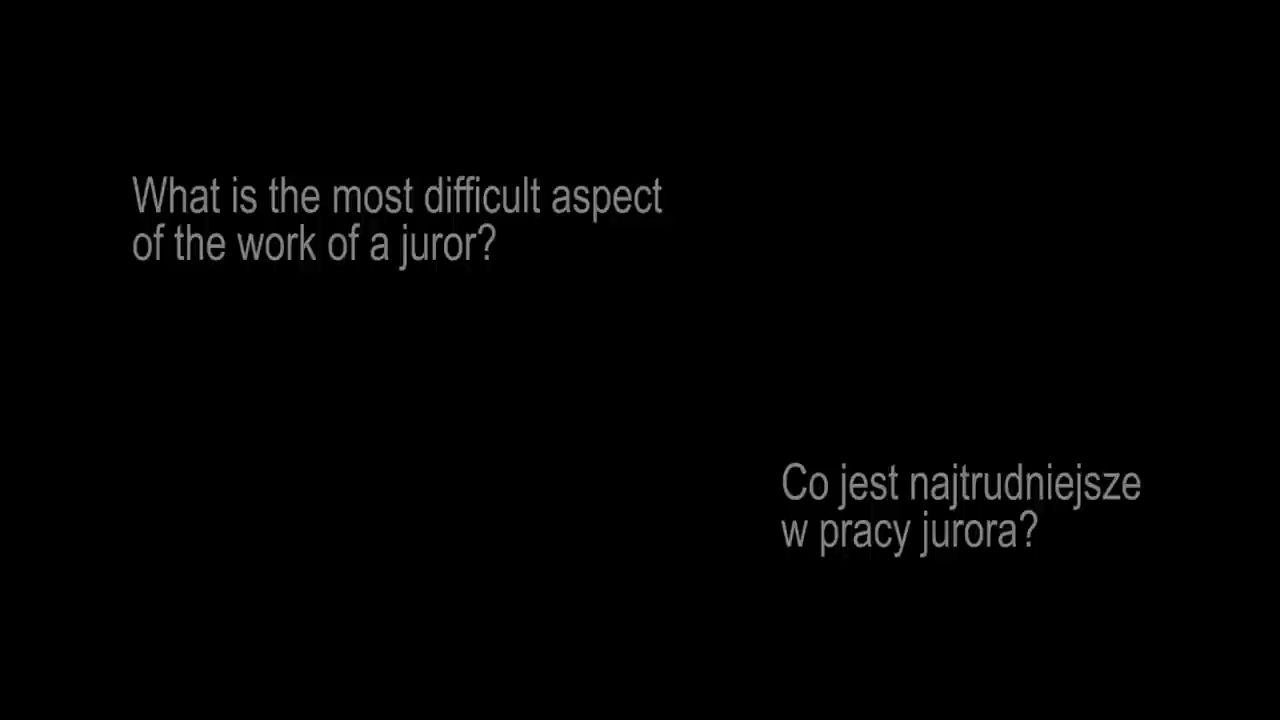 What is the most difficult aspect
of the work of a juror?
Co jest najtrudniejsze
w pracy jurora?